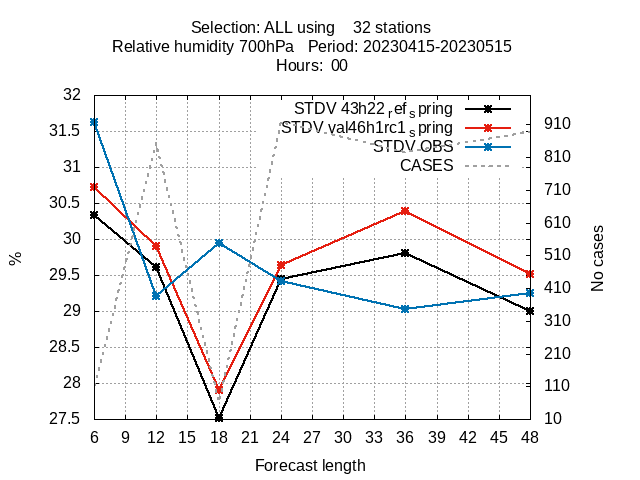 Selection: ALL using    32 stations
Relative humidity 700hPa   Period: 20230415-20230515
Hours:  00
STDV 43h22refspring
STDV val46h1rc1spring
STDV OBS
CASES
32
31.5
31
30.5
30
29.5
29
28.5
28
27.5
%
910
810
710
610
510
410
310
210
110
10
No cases
6 9 12 15 18 21 24 27 30 33 36 39 42 45 48
Forecast length